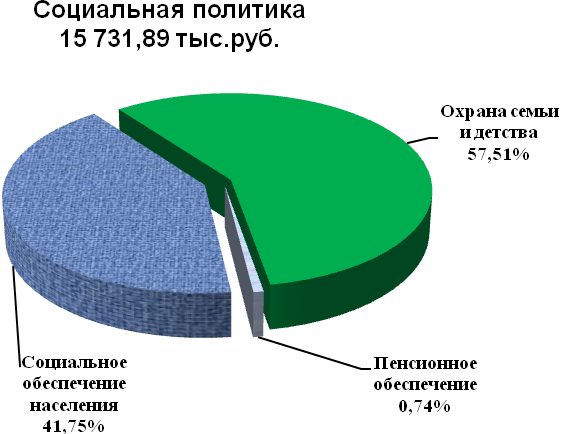 Социальная политика
15 731,89 тыс.руб.
Охрана семьи
и детства
57,51%
Социальное
обеспечение
населения
41,75%
Пенсионное
обеспечение
0,74%